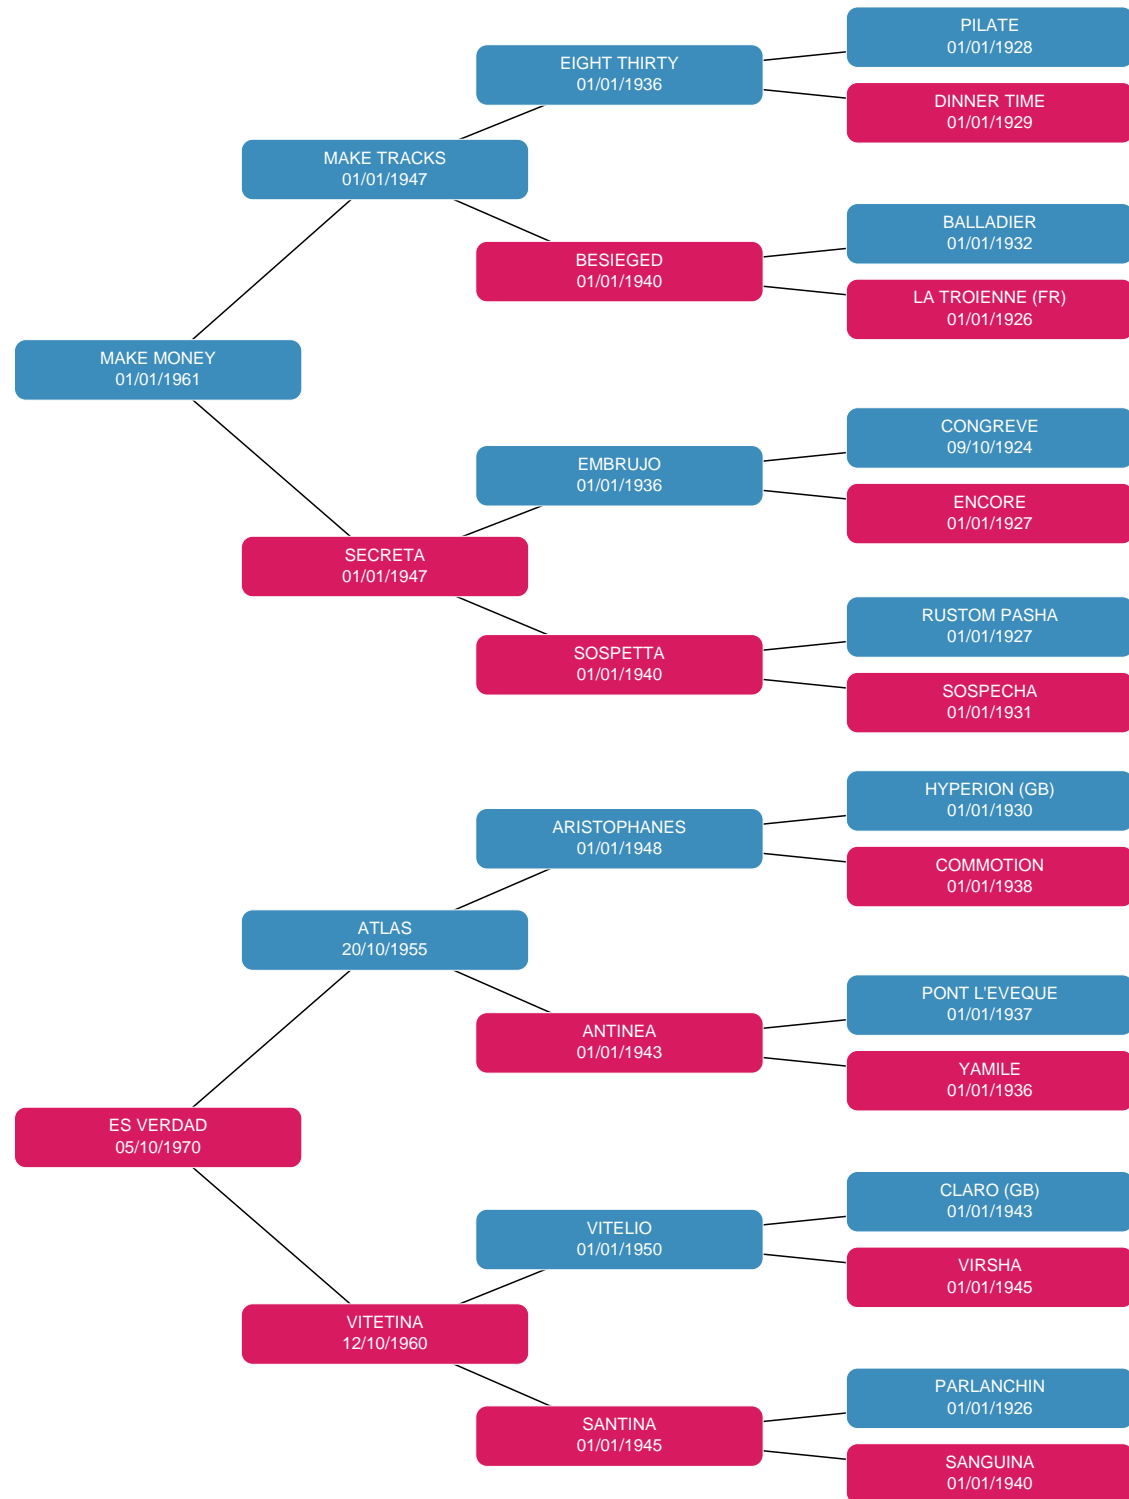 PILATE
01/01/1928
EIGHT THIRTY
01/01/1936
DINNER TIME
01/01/1929
MAKE TRACKS
01/01/1947
BALLADIER
01/01/1932
BESIEGED
01/01/1940
LA TROIENNE (FR)
01/01/1926
MAKE MONEY
01/01/1961
CONGREVE
09/10/1924
EMBRUJO
01/01/1936
ENCORE
01/01/1927
SECRETA
01/01/1947
RUSTOM PASHA
01/01/1927
SOSPETTA
01/01/1940
SOSPECHA
01/01/1931
HYPERION (GB)
01/01/1930
ARISTOPHANES
01/01/1948
COMMOTION
01/01/1938
ATLAS
20/10/1955
PONT L'EVEQUE
01/01/1937
ANTINEA
01/01/1943
YAMILE
01/01/1936
ES VERDAD
05/10/1970
CLARO (GB)
01/01/1943
VITELIO
01/01/1950
VIRSHA
01/01/1945
VITETINA
12/10/1960
PARLANCHIN
01/01/1926
SANTINA
01/01/1945
SANGUINA
01/01/1940